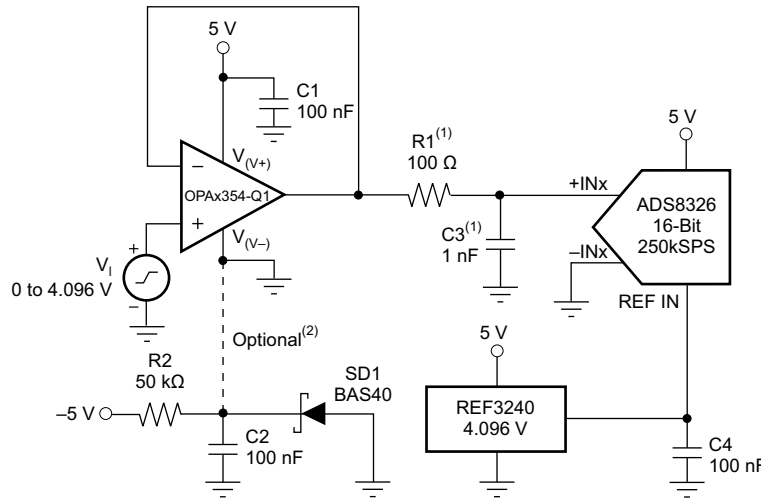 5 V
C1
100 nF
V(V+)
−
OPAx354-Q1
+
V(V–)
+
VI
0 to 4.096 V
−
R1(1)
100 Ω
C3(1)
1 nF
5 V
+INx
ADS8326
16-Bit
250kSPS
–INx
REF IN
Optional(2)
R2
50 kΩ
–5 V
C2
100 nF
SD1
BAS40
5 V
REF3240
4.096 V
C4
100 nF